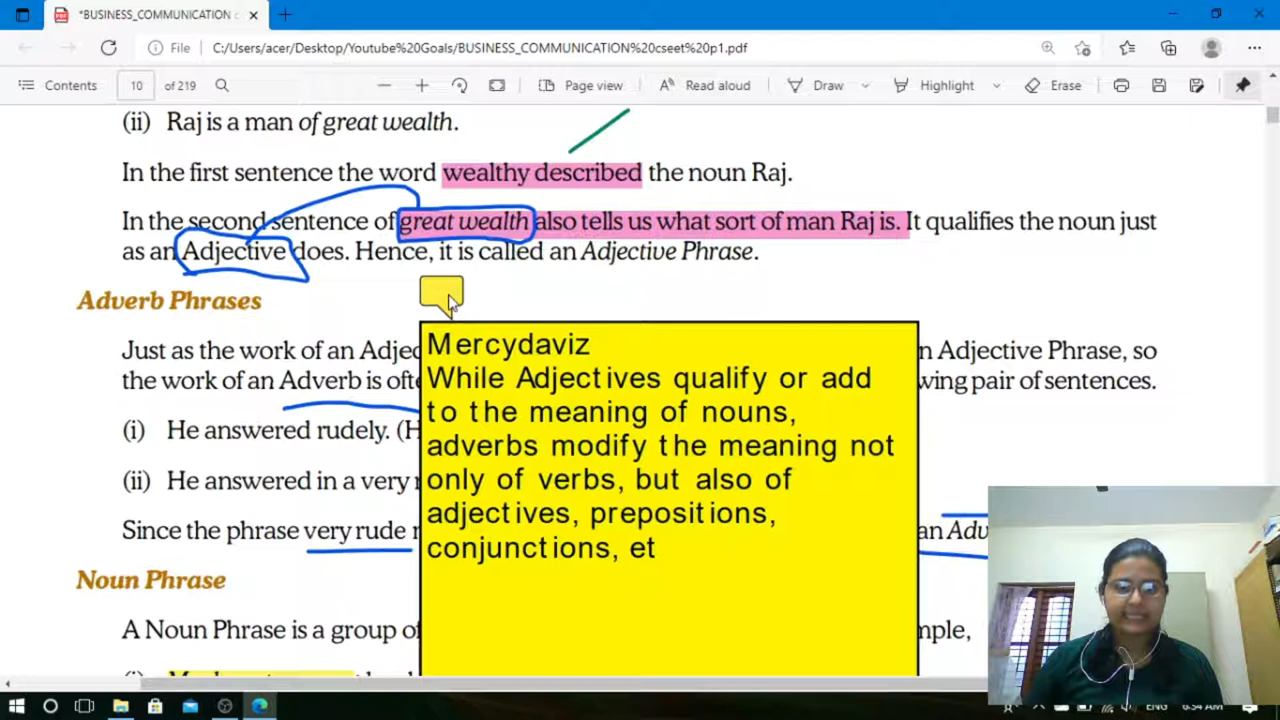 *BUSINESS_COMMUNICATION
File C:/Users/acer/Desktop/Youtube%20Goals/BUSINESS_COMMUNICATION%20cseet%20p1.pdf
Contents 10 of 219 Page view Read aloud Draw Highlight Erase
(ii) Raj is a man of great wealth.
In the first sentence the word wealthy described the noun Raj.
In the second sentence of great wealth also tells us what sort of man Raj is. It qualifies the noun just
as an Adjective does. Hence, it is called an Adjective Phrase.
Adverb Phrases
Just as the work of an Adjec n Adjective Phrase, so
the work of an Adverb is ofte wing pair of sentences.
(i) He answered rudely. (H
(ii) He answered in a very
Since the phrase very rude an Adv
Noun Phrase
A Noun Phrase is a group of mple,
Mercydaviz
While Adjectives qualify or add
to the meaning of nouns,
adverbs modify the meaning not
only of verbs, but also of
adjectives, prepositions,
conjunctions, et
ENG 6:34 AM